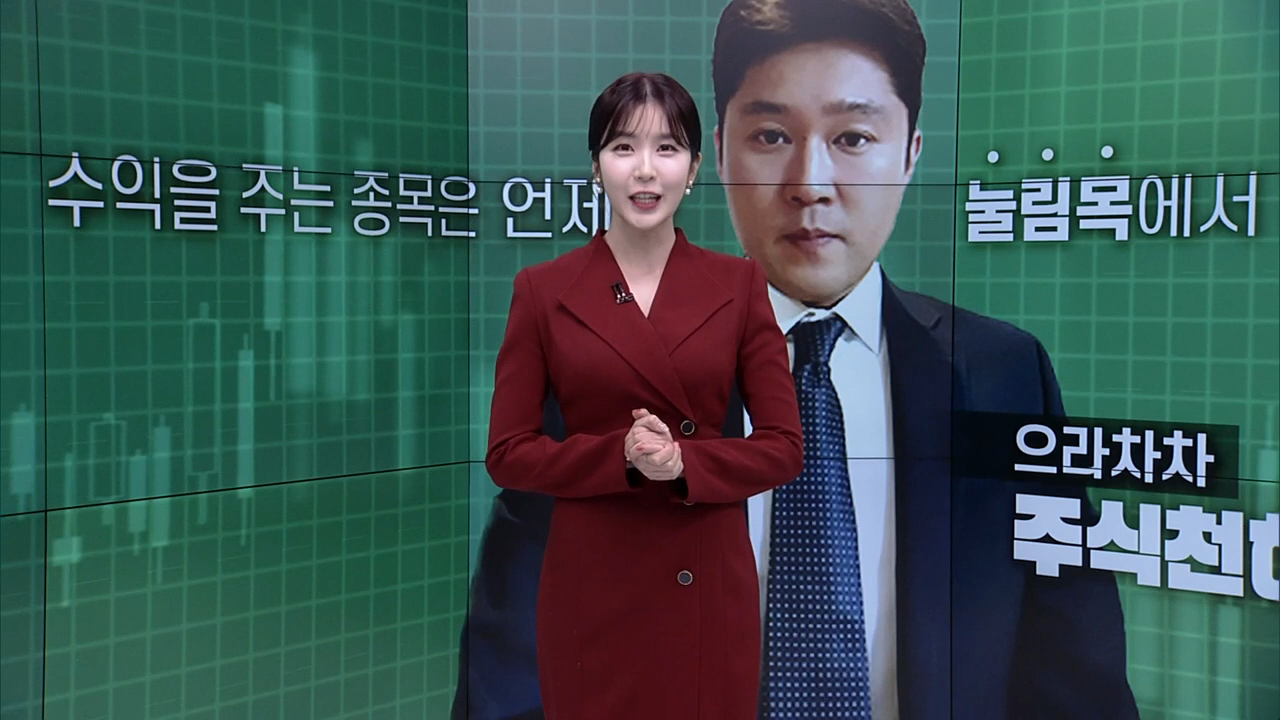 수익을 주는 종목은 언제
눌림목에서
으라차차
주식천